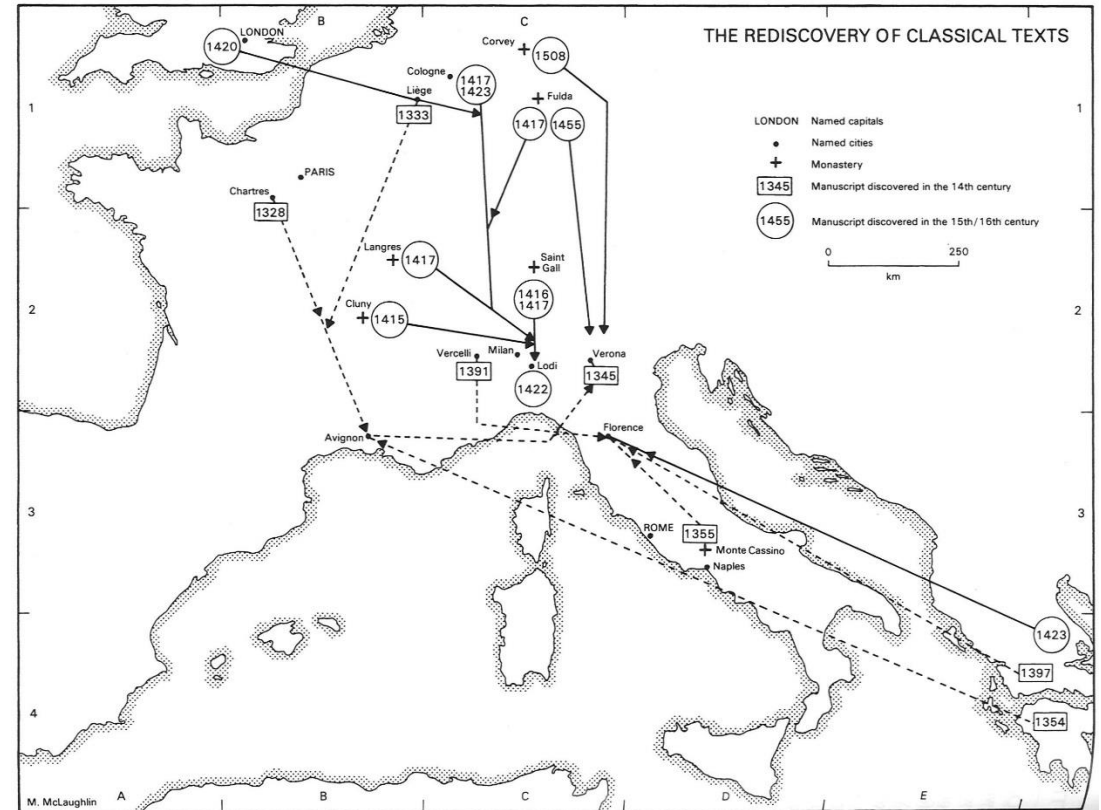 B
C
THE REDISCOVERY OF CLASSICAL TEXTS
LONDON
1420
Corvey
1508
Cologne
1417
1423
Liège
1333
Fulda
1417
1455
1
1
LONDON Named capitals
Named cities
Monastery
1345 Manuscript discovered in the 14th century
1455 Manuscript discovered in the 15th/16th century
0 250
km
PARIS
Chartres
1328
Langres
1417
Saint
Gall
1416
1417
Cluny
1415
2
2
Vercelli
1391
Milan
Lodi
1422
Verona
1345
Avignon
Florence
3
3
ROME
1355
Monte Cassino
Naples
1423
1397
1354
4
4
M. McLaughlin
A
B
C
D
E